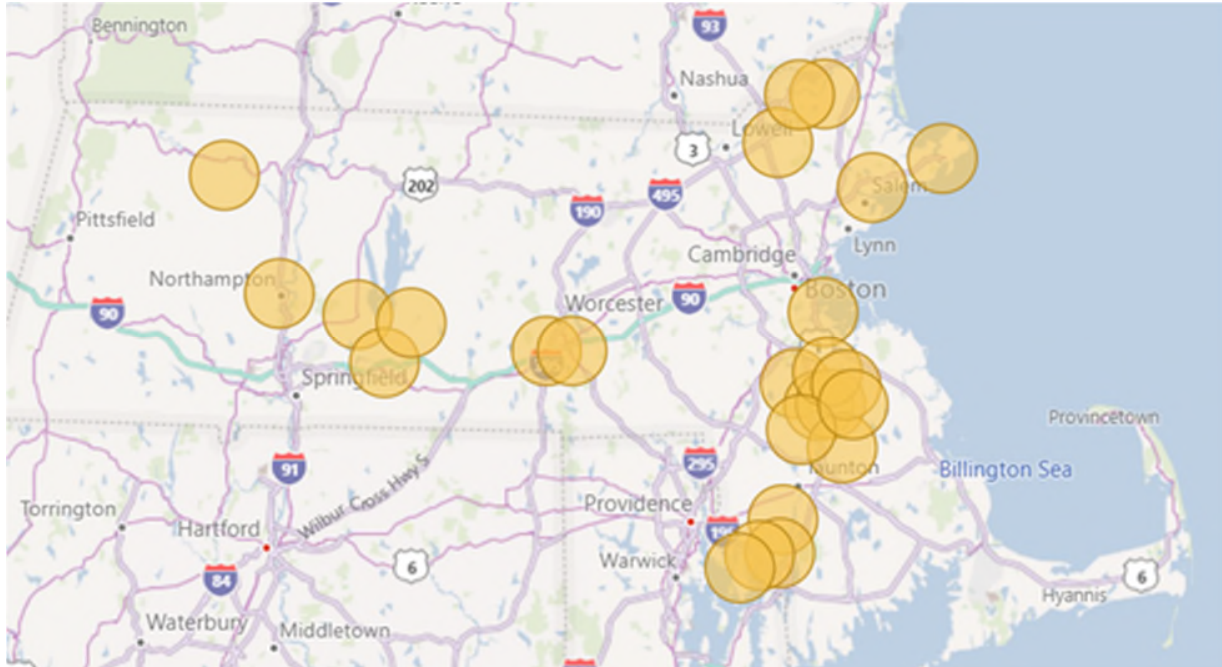 Bennington
93
Nashua
3
Lowell
202
495
190
Salem
Pittsfield
Lynn
Cambridge
Northampton
Boston
90
Worcester
90
Springfield
Provincetown
91
295
Taunton
Billington Sea
Wilbur Cross Hwy S
Torrington
Providence
Hartford
195
Warwick
6
84
6
Hyannis
Waterbury
Middletown